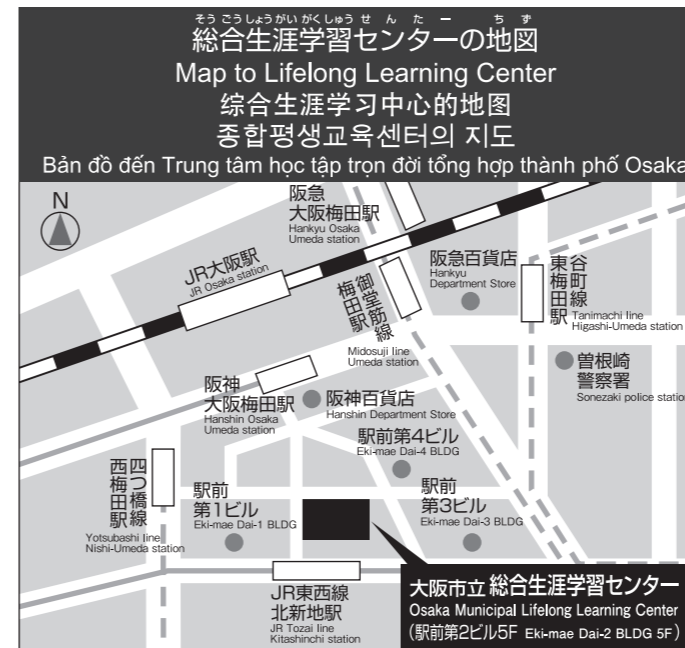 そうごうしょうがいがくしゅうせんたー ちず
総合生涯学習センターの地図
Map to Lifelong Learning Center
综合生涯学习中心的地图
종합평생교육센터의 지도
Bản đồ đến Trung tâm học tập trọn đời tổng hợp thành phố Osaka
N
阪急
大阪梅田駅
Hankyu Osaka
Umeda station
JR大阪駅
JR Osaka station
御堂筋線
梅田駅
Midosuji line
Umeda station
阪急百貨店
Hankyu
Department Store
谷町線
東梅田駅
Tanimachi line
Higashi-Umeda station
曽根崎
警察署
Sonezaki police statio
阪神
大阪梅田駅
Hanshin Osaka
Umeda station
阪神百貨店
Hanshin Department Store
駅前第4ビル
Eki-mae Dai-4 BLDG
四つ橋線
西梅田駅
Yotsubashi line
Nishi-Umeda station
駅前
第1ビル
Eki-mae Dai-1 BLDG
駅前
第3ビル
Eki-mae Dai-3 BLDG
JR東西線
北新地駅
JR Tozai line
Kitashinchi station
大阪市立 総合生涯学習センター
Osaka Municipal Lifelong Learning Center
(駅前第2ビル5F Eki-mae Dai-2 BLDG 5F)